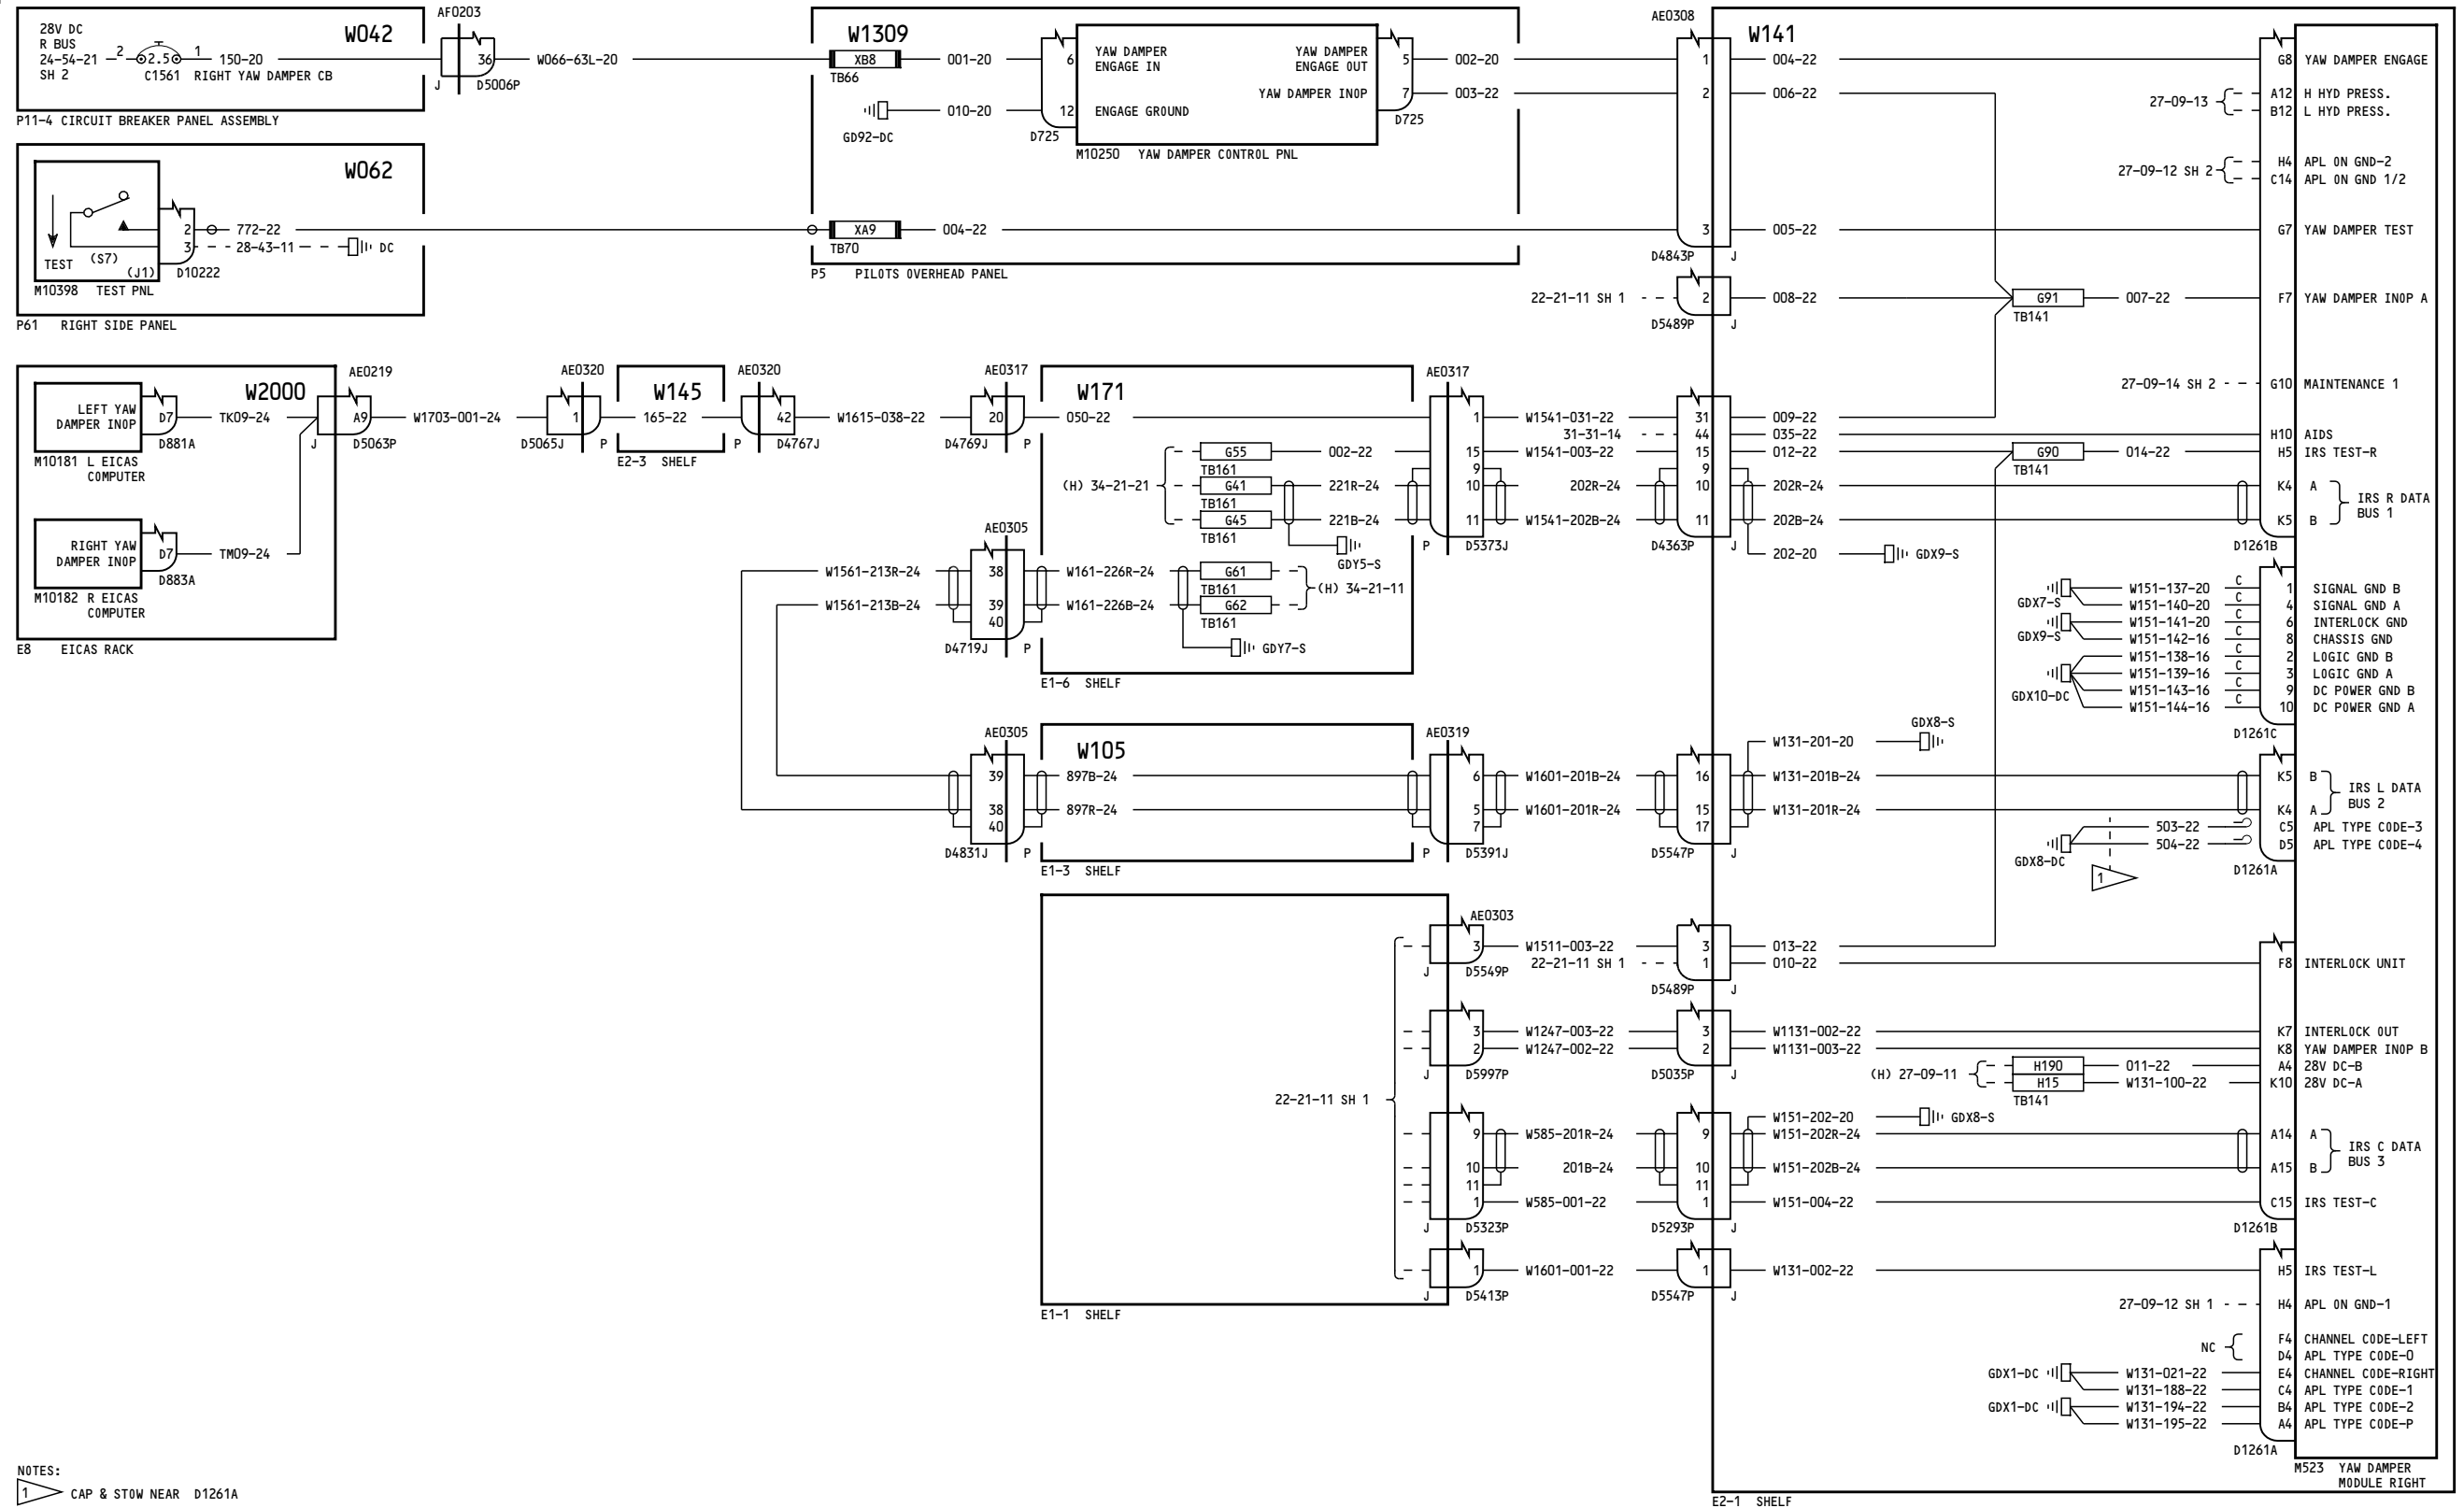 28V DC
R BUS
24-54-21
SH 2
2
2.5
1
150-20
C1561 RIGHT YAW DAMPER CB
W042
P11-4 CIRCUIT BREAKER PANEL ASSEMBLY
AF0203
36
J
D5006P
W066-63L-20
W1309
XB8
TB66
001-20
6
YAW DAMPER
ENGAGE IN
YAW DAMPER
ENGAGE OUT
5
002-20
YAW DAMPER INOP
7
003-22
GD92-DC
010-20
12
ENGAGE GROUND
D725
D725
M10250 YAW DAMPER CONTROL PNL
XA9
TB70
004-22
P5 PILOTS OVERHEAD PANEL
W062
TEST
(S7)
(J1)
2
772-22
3
28-43-11
DC
D10222
M10398 TEST PNL
P61 RIGHT SIDE PANEL
AE0308
W141
1
004-22
2
006-22
3
005-22
D4843P
J
22-21-11 SH 1
2
008-22
D5489P
J
G91
TB141
007-22
G8 YAW DAMPER ENGAGE
27-09-13
A12 H HYD PRESS.
B12 L HYD PRESS.
27-09-12 SH 2
H4 APL ON GND-2
C14 APL ON GND 1/2
G7 YAW DAMPER TEST
F7 YAW DAMPER INOP A
27-09-14 SH 2
G10 MAINTENANCE 1
H10 AIDS
H5 IRS TEST-R
K4 A
K5 B
IRS R DATA
BUS 1
D1261B
W2000
LEFT YAW
DAMPER INOP
D7
D881A
TK09-24
M10181 L EICAS
COMPUTER
RIGHT YAW
DAMPER INOP
D7
D883A
TM09-24
M10182 R EICAS
COMPUTER
E8 EICAS RACK
AE0219
A9
J
D5063P
W1703-001-24
AE0320
1
D5065J
P
W145
165-22
E2-3 SHELF
AE0320
42
P
D4767J
W1615-038-22
AE0317
20
D4769J
P
W171
050-22
(H) 34-21-21
G55
TB161
002-22
G41
TB161
221R-24
G45
TB161
221B-24
GDY5-S
AE0317
1
15
9
10
11
P
D5373J
W1541-031-22
31-31-14
W1541-003-22
202R-24
W1541-202B-24
31
44
15
9
10
11
D4363P
J
009-22
035-22
012-22
202R-24
202B-24
202-20
GDX9-S
G90
TB141
014-22
AE0305
W1561-213R-24
38
W1561-213B-24
39
40
D4719J
P
W161-226R-24
G61
TB161
W161-226B-24
G62
TB161
(H) 34-21-11
GDY7-S
E1-6 SHELF
GDX7-S
GDX9-S
GDX10-DC
W151-137-20 C 1 SIGNAL GND B
W151-140-20 C 4 SIGNAL GND A
W151-141-20 C 6 INTERLOCK GND
W151-142-16 C 8 CHASSIS GND
W151-138-16 C 2 LOGIC GND B
W151-139-16 C 3 LOGIC GND A
W151-143-16 C 9 DC POWER GND B
W151-144-16 C 10 DC POWER GND A
D1261C
AE0305
39
38
40
D4831J
P
W105
897B-24
897R-24
E1-3 SHELF
AE0319
6
5
7
P
D5391J
W1601-201B-24
W1601-201R-24
16
15
17
D5547P
J
W131-201-20
GDX8-S
W131-201B-24
W131-201R-24
K5 B
K4 A
IRS L DATA
BUS 2
503-22
C5 APL TYPE CODE-3
504-22
D5 APL TYPE CODE-4
GDX8-DC
1
D1261A
22-21-11 SH 1
E1-1 SHELF
AE0303
3
J
D5549P
W1511-003-22
22-21-11 SH 1
3
1
D5489P
J
013-22
010-22
F8 INTERLOCK UNIT
3
2
J
D5997P
W1247-003-22
W1247-002-22
3
2
D5035P
J
W1131-002-22
W1131-003-22
K7 INTERLOCK OUT
K8 YAW DAMPER INOP B
(H) 27-09-11
H190
H15
TB141
011-22
W131-100-22
A4 28V DC-B
K10 28V DC-A
9
10
11
1
J
D5323P
W585-201R-24
201B-24
W585-001-22
9
10
11
1
D5293P
J
W151-202-20
GDX8-S
W151-202R-24
W151-202B-24
W151-004-22
A14 A
A15 B
IRS C DATA
BUS 3
C15 IRS TEST-C
D1261B
1
J
D5413P
W1601-001-22
1
D5547P
J
W131-002-22
H5 IRS TEST-L
27-09-12 SH 1
H4 APL ON GND-1
NC
F4 CHANNEL CODE-LEFT
D4 APL TYPE CODE-0
GDX1-DC
W131-021-22
E4 CHANNEL CODE-RIGHT
W131-188-22
C4 APL TYPE CODE-1
GDX1-DC
W131-194-22
B4 APL TYPE CODE-2
W131-195-22
A4 APL TYPE CODE-P
D1261A
M523 YAW DAMPER
MODULE RIGHT
E2-1 SHELF
NOTES:
1 CAP & STOW NEAR D1261A